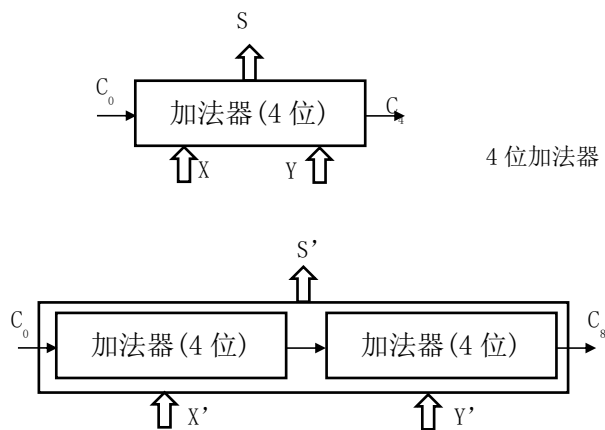 S
C₀
加法器(4 位)
C₄
X
Y
4 位加法器
S’
C₀
加法器(4 位)
加法器(4 位)
C₈
X’
Y’